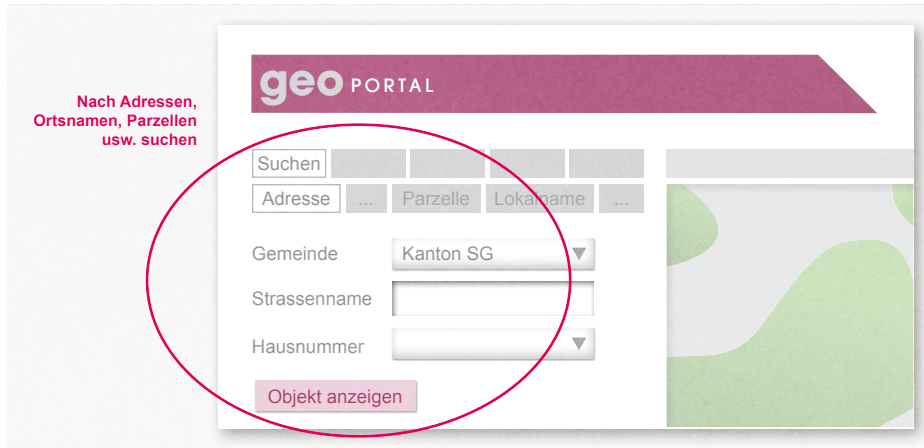 geo PORTAL
Nach Adressen,
Ortsnamen, Parzellen
usw. suchen
Suchen
Adresse ... Parzelle Lokalname ...
Gemeinde Kanton SG
Strassenname
Hausnummer
Objekt anzeigen